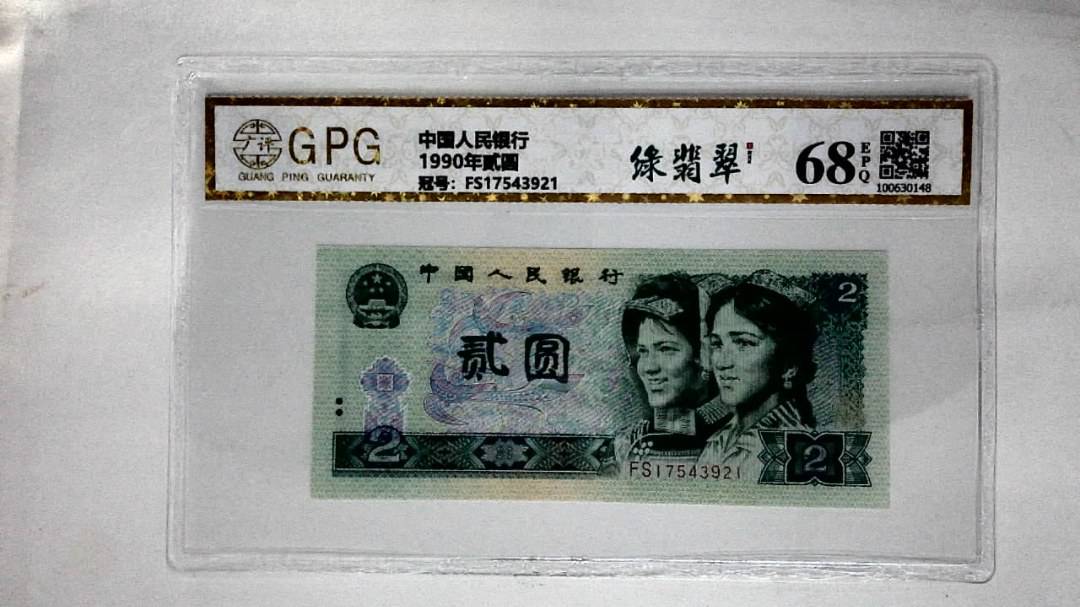 GPG
广评
GUANG PING GUARANTY
中国人民银行
1990年贰圆
冠号: FS17543921
绿翡翠
68
EPQ
100630148
中国人民银行
2
贰圆
2
FS17543921
2